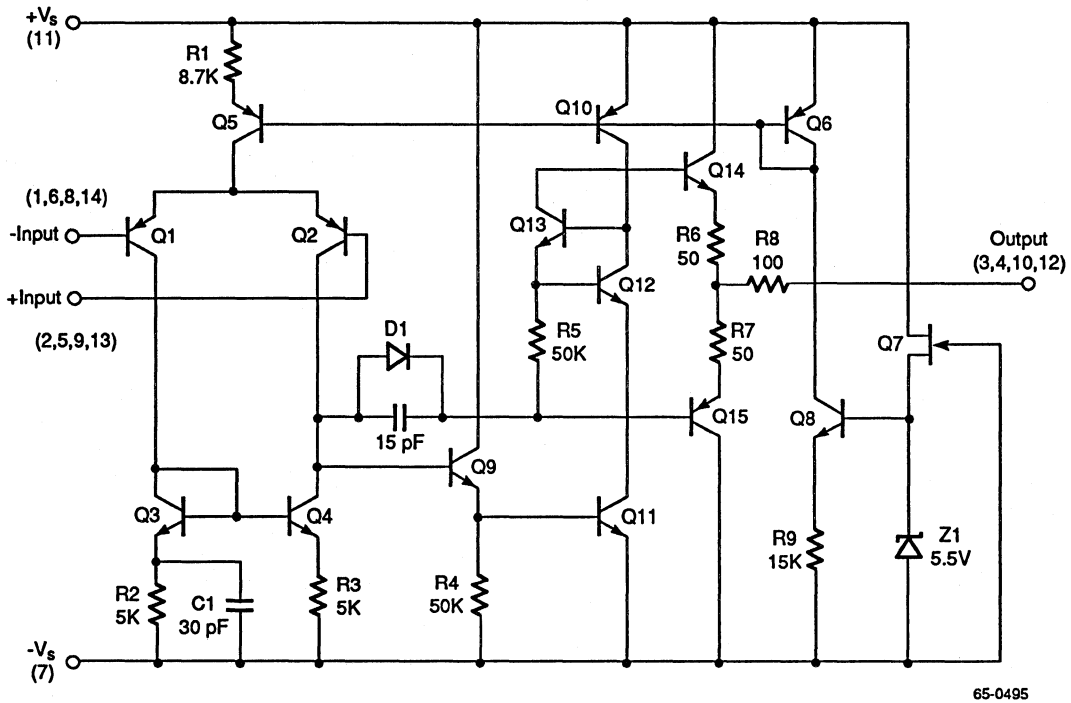 +Vs
(11)
R1
8.7K
Q5
Q10
Q6
(1,6,8,14)
-Input
Q1
Q2
Q13
Q14
R6
50
R8
100
Output
(3,4,10,12)
+Input
(2,5,9,13)
Q12
D1
R5
50K
R7
50
Q7
15 pF
Q15
Q8
Q9
Q3
Q4
Q11
R9
15K
Z1
5.5V
R2
5K
C1
30 pF
R3
5K
R4
50K
-Vs
(7)
65-0495